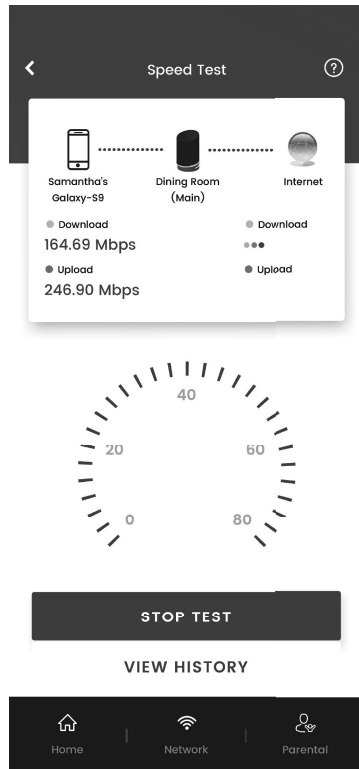 Speed Test
?
Samantha's
Galaxy-S9
Dining Room
(Main)
Internet
Download
164.69 Mbps
Upload
246.90 Mbps
Download
Upload
40
20
60
0
80
STOP TEST
VIEW HISTORY
Home
Network
Parental